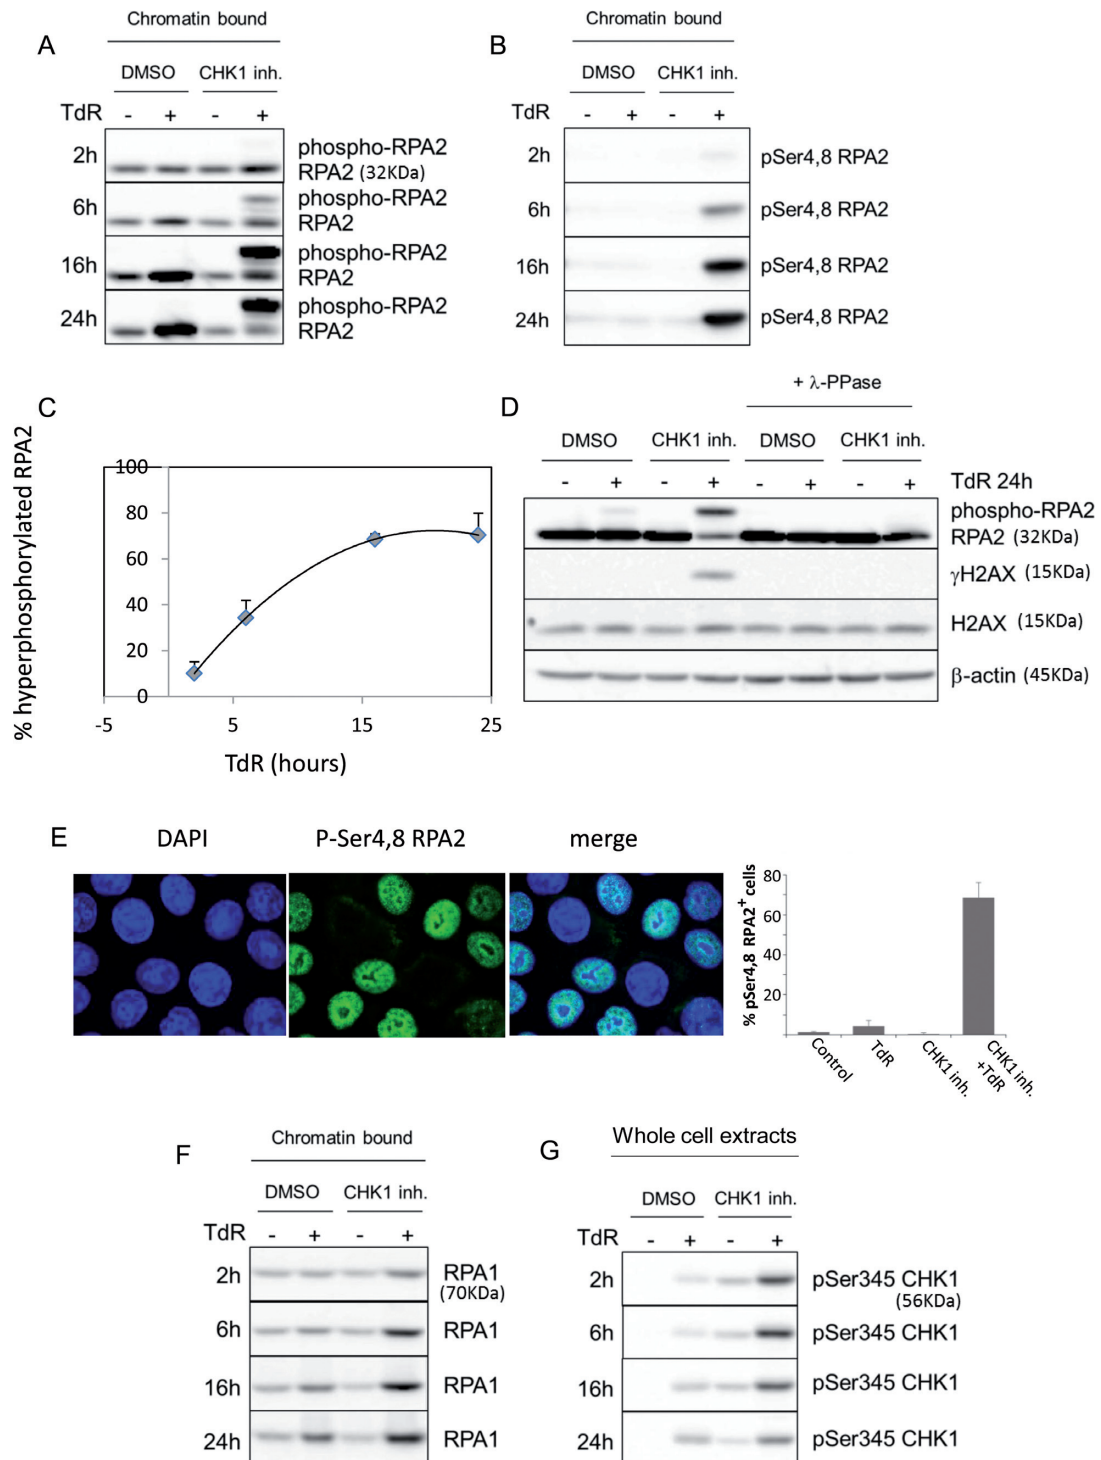 A
Chromatin bound
DMSO CHK1 inh.
TdR - + - +
2h phospho-RPA2
RPA2 (32KDa)
6h phospho-RPA2
RPA2
16h phospho-RPA2
RPA2
24h phospho-RPA2
RPA2
B
Chromatin bound
DMSO CHK1 inh.
TdR - + - +
2h pSer4,8 RPA2
6h pSer4,8 RPA2
16h pSer4,8 RPA2
24h pSer4,8 RPA2
C
% hyperphosphorylated RPA2
100
80
60
40
20
0
-5 5 15 25
TdR (hours)
D
+ λ-PPase
DMSO CHK1 inh. DMSO CHK1 inh.
- + - + - + - + TdR 24h
phospho-RPA2
RPA2 (32KDa)
γH2AX (15KDa)
H2AX (15KDa)
β-actin (45KDa)
E
DAPI P-Ser4,8 RPA2 merge
% pSer4,8 RPA2+ cells
80
60
40
20
Control
TdR
CHK1 inh.
CHK1 inh.
+TdR
F
Chromatin bound
DMSO CHK1 inh.
TdR - + - +
2h RPA1
(70KDa)
6h RPA1
16h RPA1
24h RPA1
G
Whole cell extracts
DMSO CHK1 inh.
TdR - + - +
2h pSer345 CHK1
(56KDa)
6h pSer345 CHK1
16h pSer345 CHK1
24h pSer345 CHK1